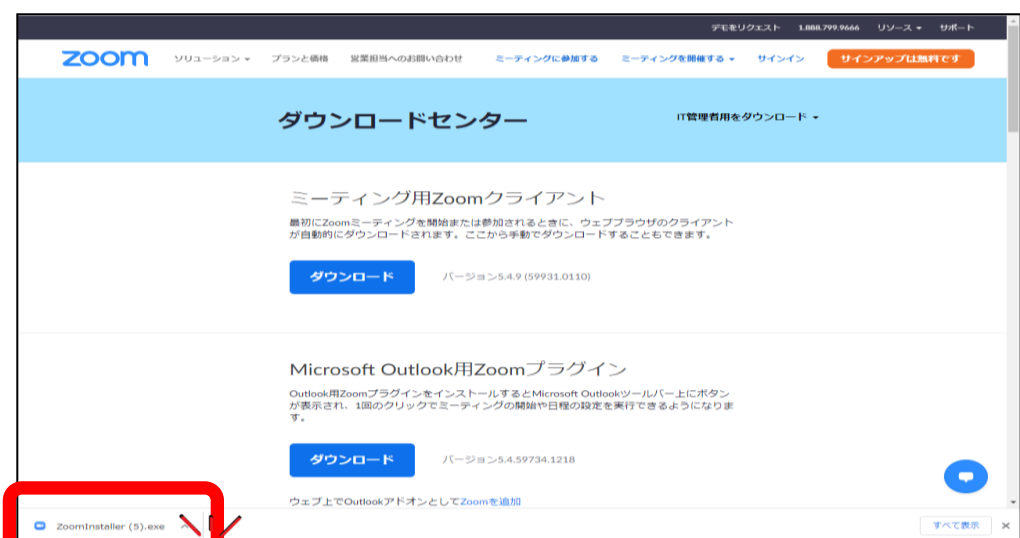 デモをリクエスト 1.888.799.9666 リソース サポート
zoom ソリューション プランと価格 営業担当へのお問い合わせ ミーティングに参加する ミーティングを開催する サインイン サインアップは無料です
ダウンロードセンター IT管理者用をダウンロード
ミーティング用Zoomクライアント
最初にZoomミーティングを開始または参加されるときに、ウェブブラウザのクライアント
が自動的にダウンロードされます。ここから手動でダウンロードすることもできます。
ダウンロード バージョン5.4.9 (59931.0110)
Microsoft Outlook用Zoomプラグイン
Outlook用ZoomプラグインをインストールするとMicrosoft Outlookツールバー上にボタン
が表示され、1回のクリックでミーティングの開始や日程の設定を実行できるようになりま
す。
ダウンロード バージョン5.4.59734.1218
ウェブ上でOutlookアドオンとしてZoomを追加
ZoomInstaller (5).exe すべて表示